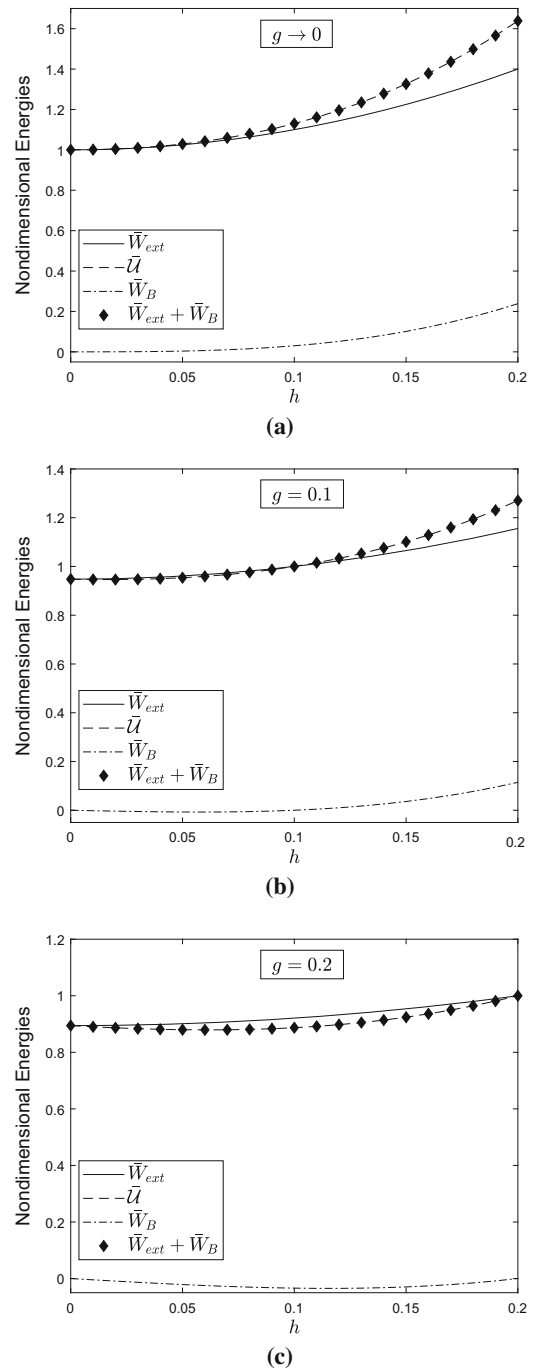 1.6
1.4
1.2
1
0.8
0.6
0.4
0.2
0
Nondimensional Energies
g → 0
W̄ext
Ū
W̄B
W̄ext + W̄B
0 0.05 0.1 0.15 0.2
h
(a)
1.4
1.2
1
0.8
0.6
0.4
0.2
0
Nondimensional Energies
g = 0.1
W̄ext
Ū
W̄B
W̄ext + W̄B
0 0.05 0.1 0.15 0.2
h
(b)
1.2
1
0.8
0.6
0.4
0.2
0
Nondimensional Energies
g = 0.2
W̄ext
Ū
W̄B
W̄ext + W̄B
0 0.05 0.1 0.15 0.2
h
(c)